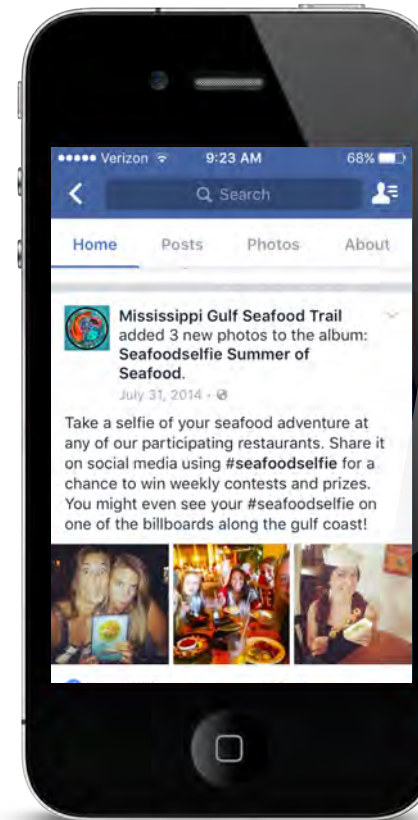 Verizon 9:23 AM 68%
Search
Home Posts Photos About
Mississippi Gulf Seafood Trail
added 3 new photos to the album:
Seafoodselfie Summer of
Seafood.
July 31, 2014 ·
Take a selfie of your seafood adventure at
any of our participating restaurants. Share it
on social media using #seafoodselfie for a
chance to win weekly contests and prizes.
You might even see your #seafoodselfie on
one of the billboards along the gulf coast!